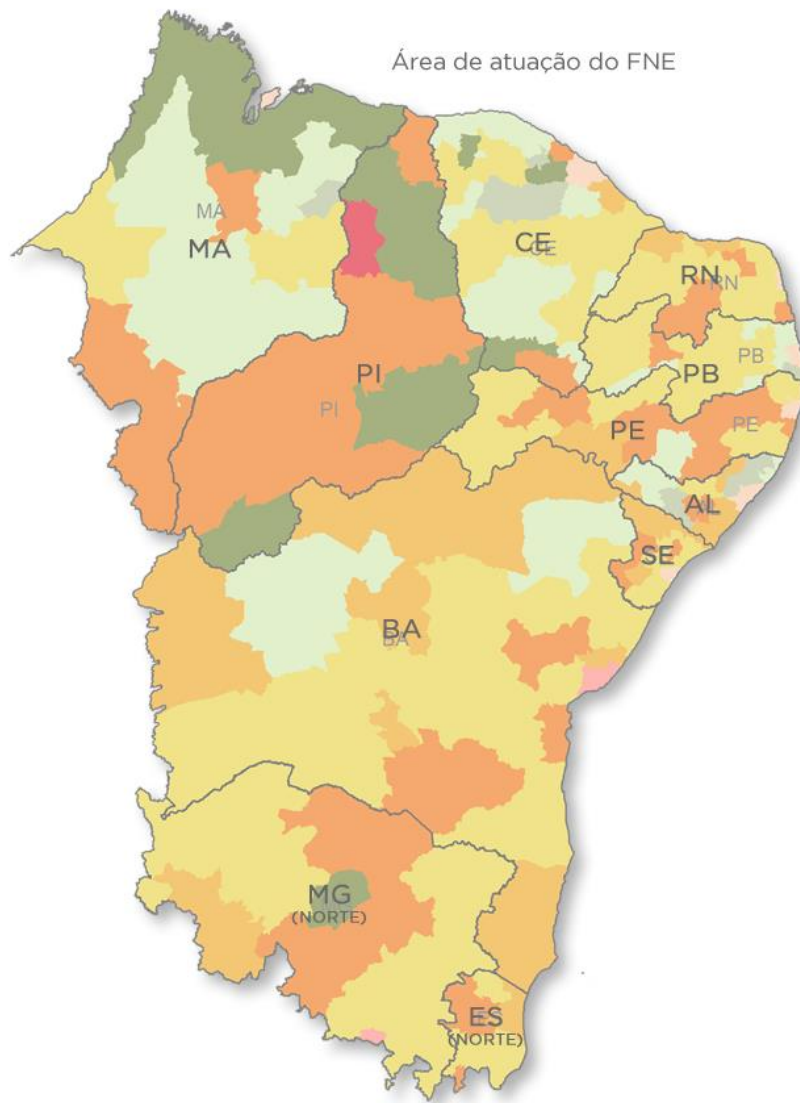 Área de atuação do FNE
MA
MA
CE
CE
RN
RN
PI
PI
PB
PB
PE
PE
AL
SE
BA
BA
MG
(NORTE)
ES
(NORTE)